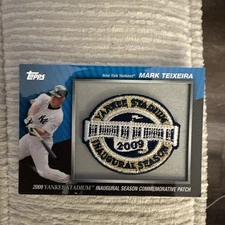 Topps
New York Yankees® MARK TEIXEIRA
YANKEE STADIUM
2009
INAUGURAL SEASON
2009 YANKEE STADIUM™ INAUGURAL SEASON COMMEMORATIVE PATCH